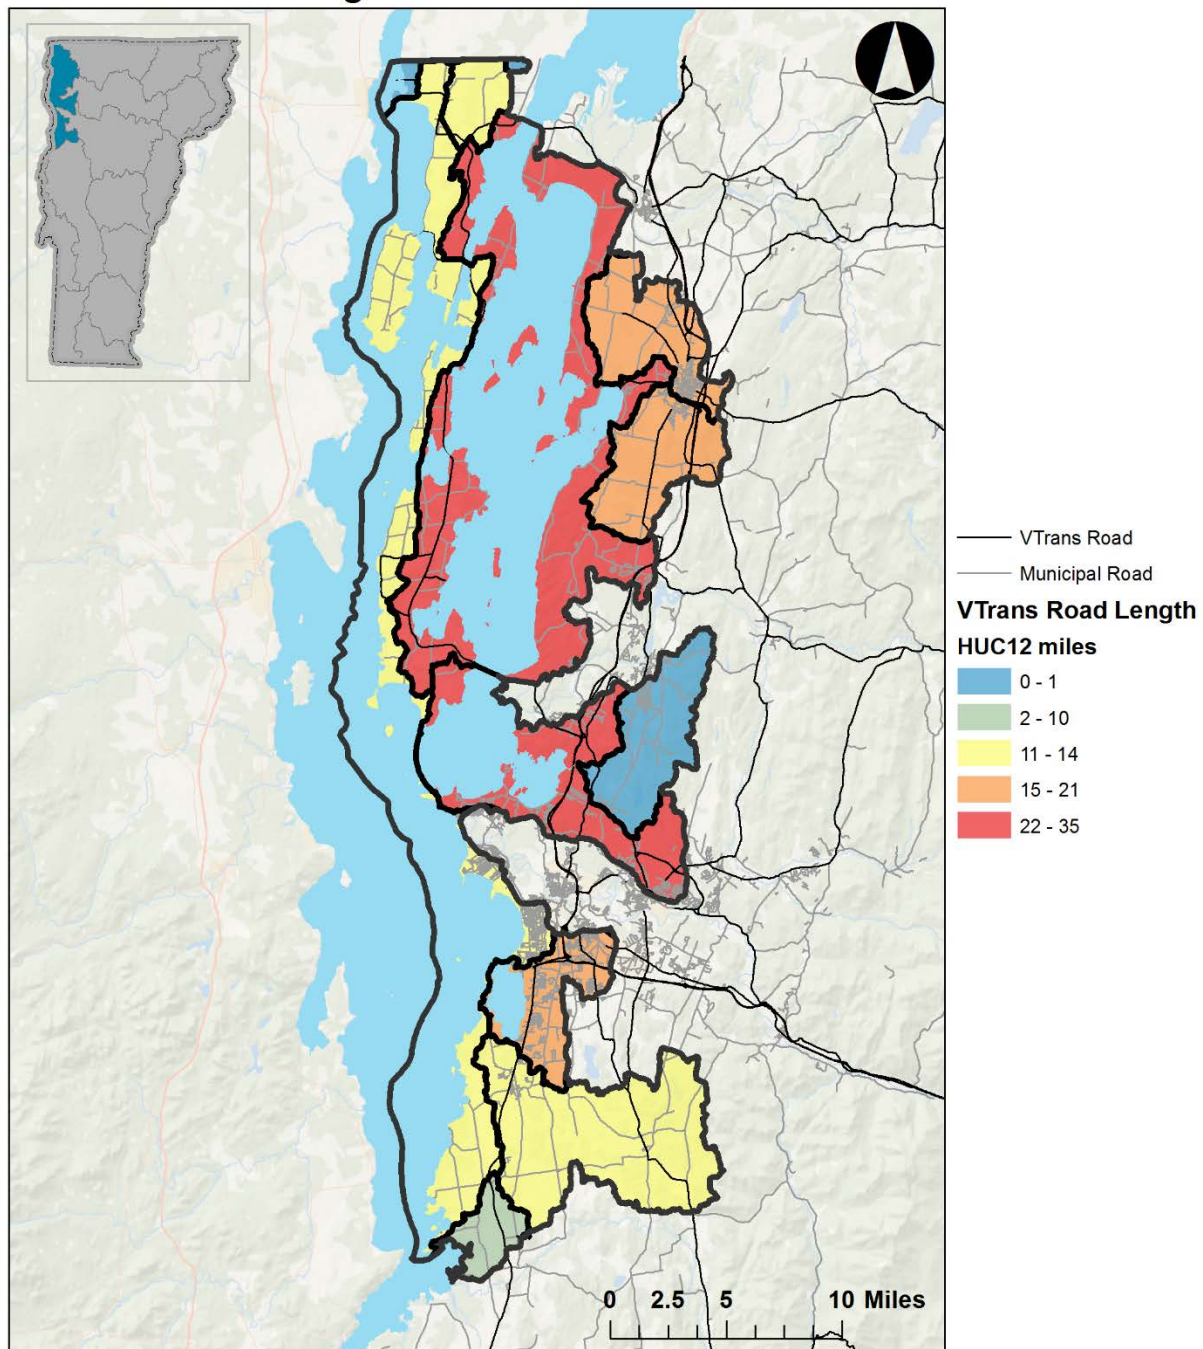 VTrans Road
Municipal Road
VTrans Road Length
HUC12 miles
0 - 1
2 - 10
11 - 14
15 - 21
22 - 35
0 2.5 5 10 Miles